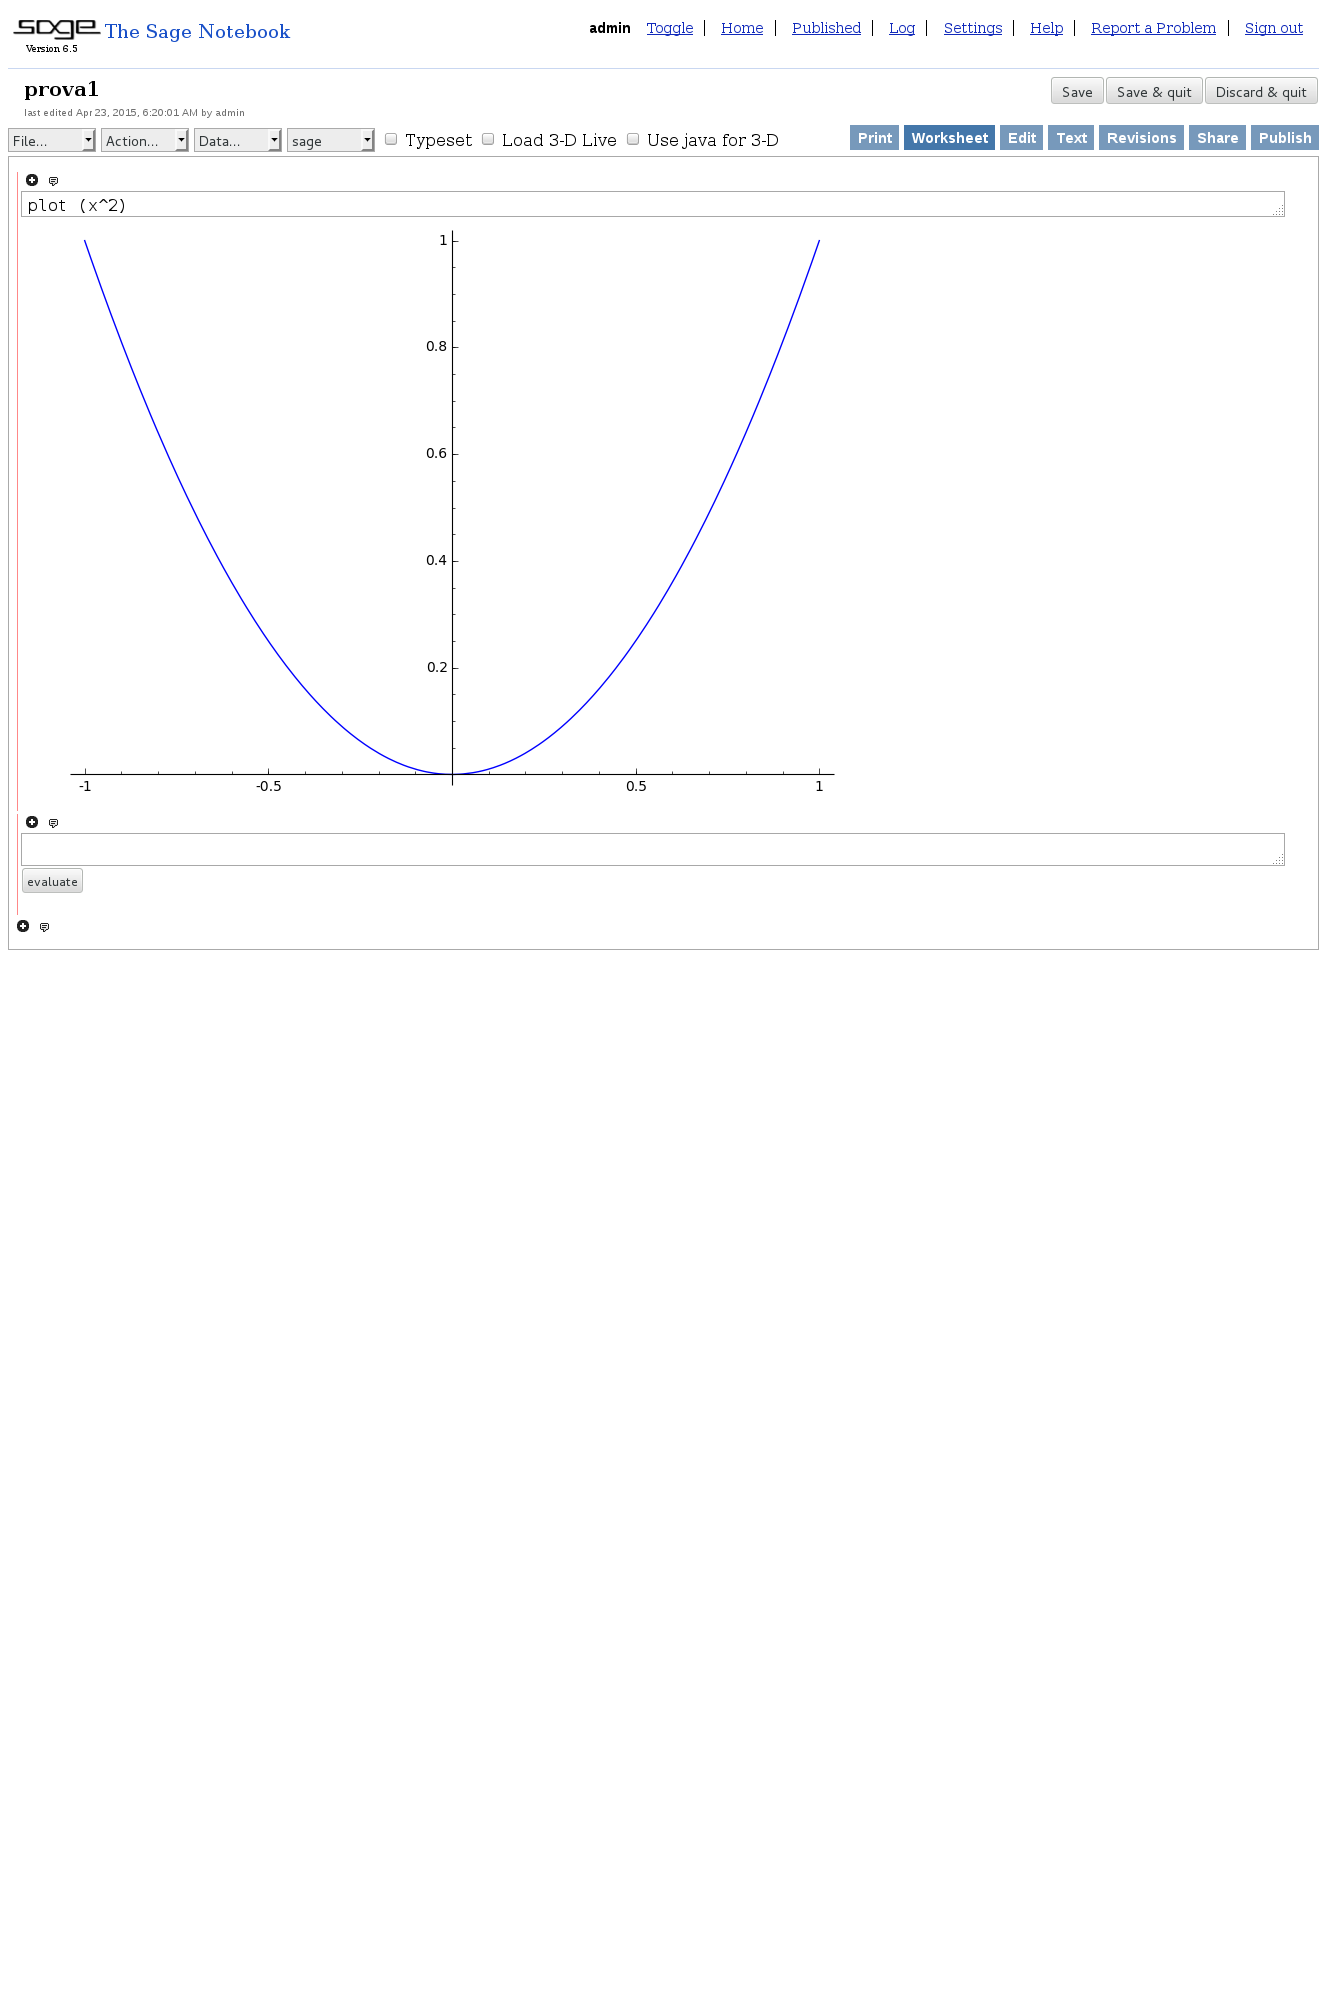 sage The Sage Notebook
Version 6.5
admin Toggle Home Published Log Settings Help Report a Problem Sign out
prova1
last edited Apr 23, 2015, 6:20:01 AM by admin
Save Save & quit Discard & quit
File... Action... Data... sage Typeset Load 3-D Live Use java for 3-D Print Worksheet Edit Text Revisions Share Publish
plot (x^2)
1
0.8
0.6
0.4
0.2
-1 -0.5 0.5 1
evaluate